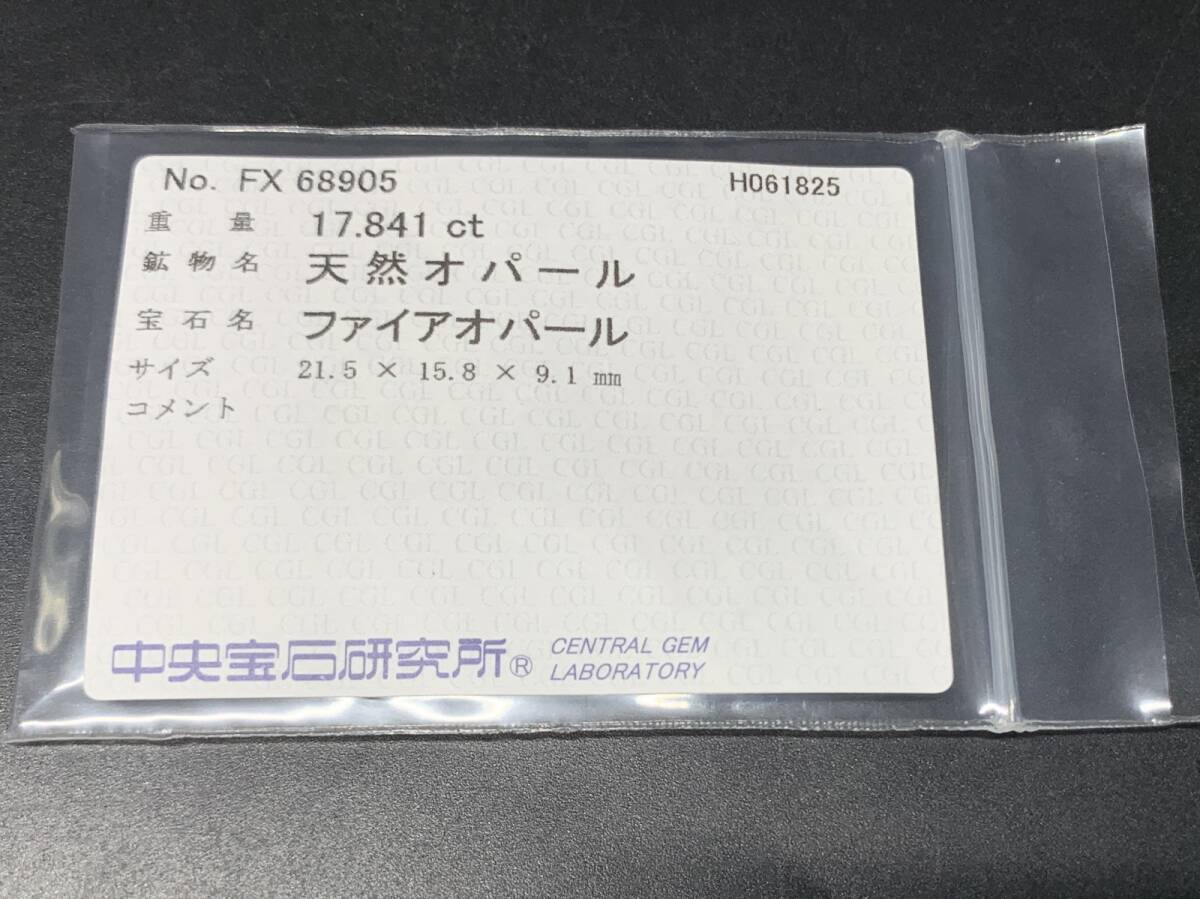 No. FX 68905 H061825
重量 17.841 ct
鉱物名 天然オパール
宝石名 ファイアオパール
サイズ 21.5 × 15.8 × 9.1 ㎜
コメント
中央宝石研究所® CENTRAL GEM LABORATORY